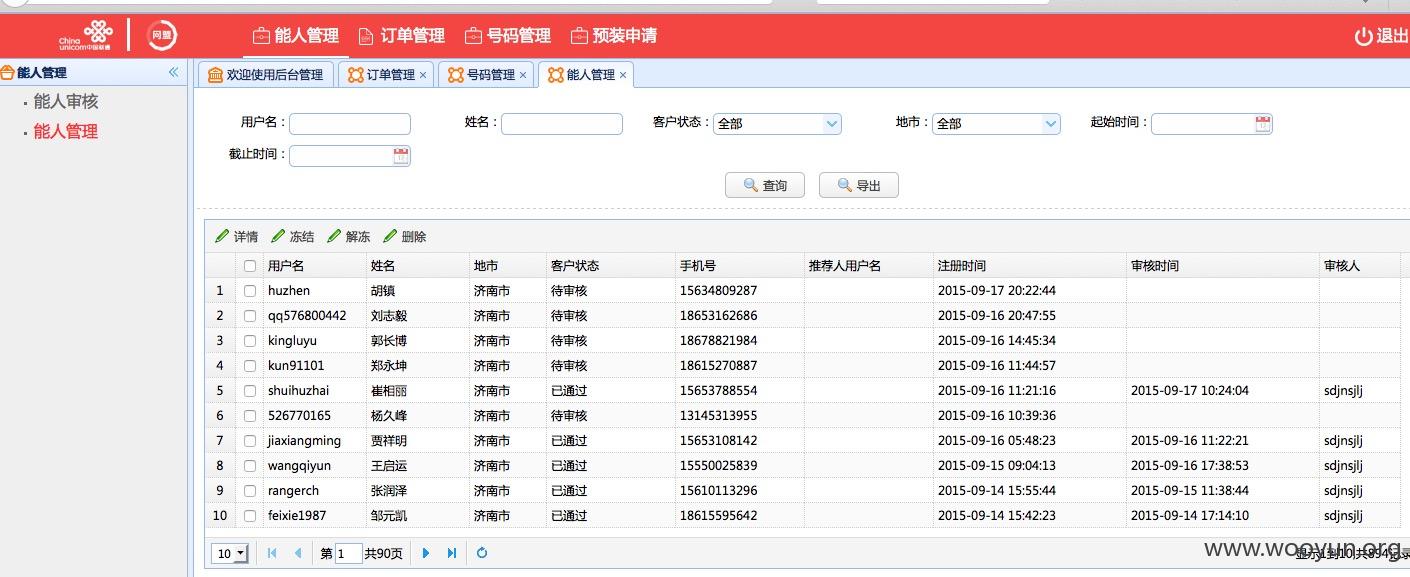 China unicom中国联通 网盟 能人管理 订单管理 号码管理 预装申请 退出
能人管理 «
能人审核
能人管理
欢迎使用后台管理 订单管理 × 号码管理 × 能人管理 ×
用户名： 姓名： 客户状态：全部 地市：全部 起始时间：
截止时间：
查询 导出
详情 冻结 解冻 删除
用户名 姓名 地市 客户状态 手机号 推荐人用户名 注册时间 审核时间 审核人
1 huzhen 胡镇 济南市 待审核 15634809287 2015-09-17 20:22:44
2 qq576800442 刘志毅 济南市 待审核 18653162686 2015-09-16 20:47:55
3 kingluyu 郭长博 济南市 待审核 18678821984 2015-09-16 14:45:34
4 kun91101 郑永坤 济南市 待审核 18615270887 2015-09-16 11:44:57
5 shuihuzhai 崔相丽 济南市 已通过 15653788554 2015-09-16 11:21:16 2015-09-17 10:24:04 sdjnsjlj
6 526770165 杨久峰 济南市 待审核 13145313955 2015-09-16 10:39:36
7 jiaxiangming 贾祥明 济南市 已通过 15653108142 2015-09-16 05:48:23 2015-09-16 11:22:21 sdjnsjlj
8 wangqiyun 王启运 济南市 已通过 15550025839 2015-09-15 09:04:13 2015-09-16 17:38:53 sdjnsjlj
9 rangerch 张润泽 济南市 已通过 15610113296 2015-09-14 15:55:44 2015-09-15 11:38:44 sdjnsjlj
10 feixie1987 邹元凯 济南市 已通过 18615595642 2015-09-14 15:42:23 2015-09-14 17:14:10 sdjnsjlj
10 第 1 共90页 显示1到10,共894记录
www.wooyun.org